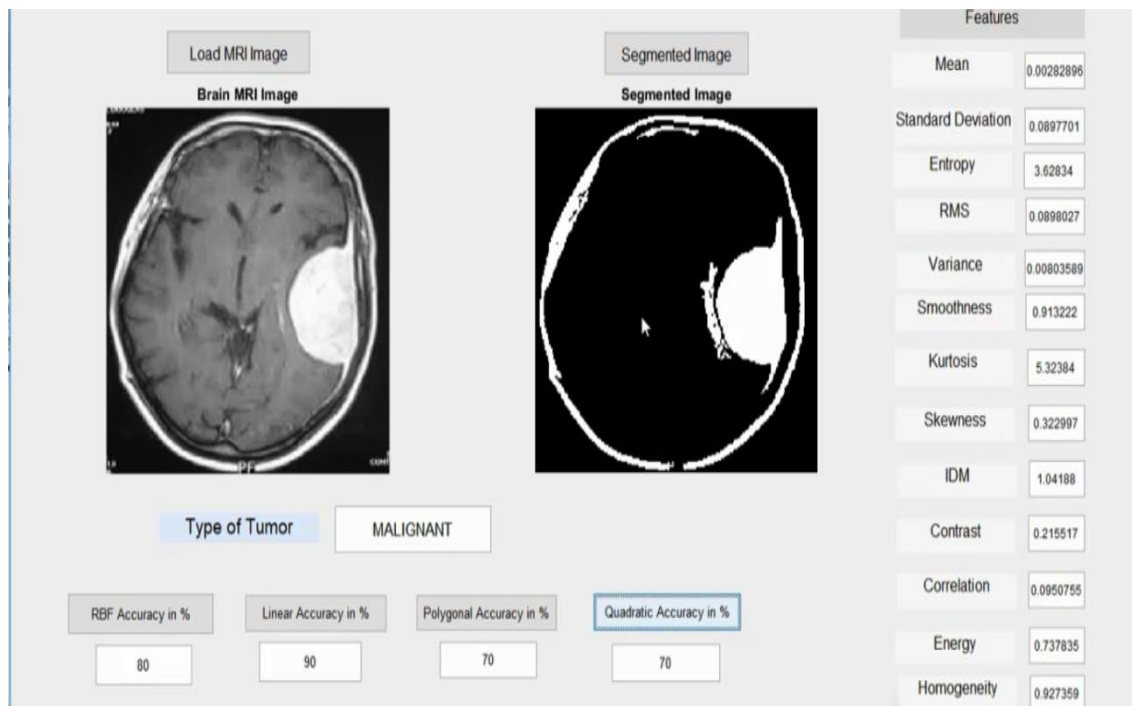 Features
Load MRI Image
Segmented Image
Brain MRI Image
Segmented Image
Mean 0.00282896
Standard Deviation 0.0897701
Entropy 3.62834
RMS 0.0898027
Variance 0.00803589
Smoothness 0.913222
Kurtosis 5.32384
Skewness 0.322997
IDM 1.04188
Contrast 0.215517
Correlation 0.0950755
Energy 0.737835
Homogeneity 0.927359
PF
Type of Tumor MALIGNANT
RBF Accuracy in % Linear Accuracy in % Polygonal Accuracy in % Quadratic Accuracy in %
80 90 70 70